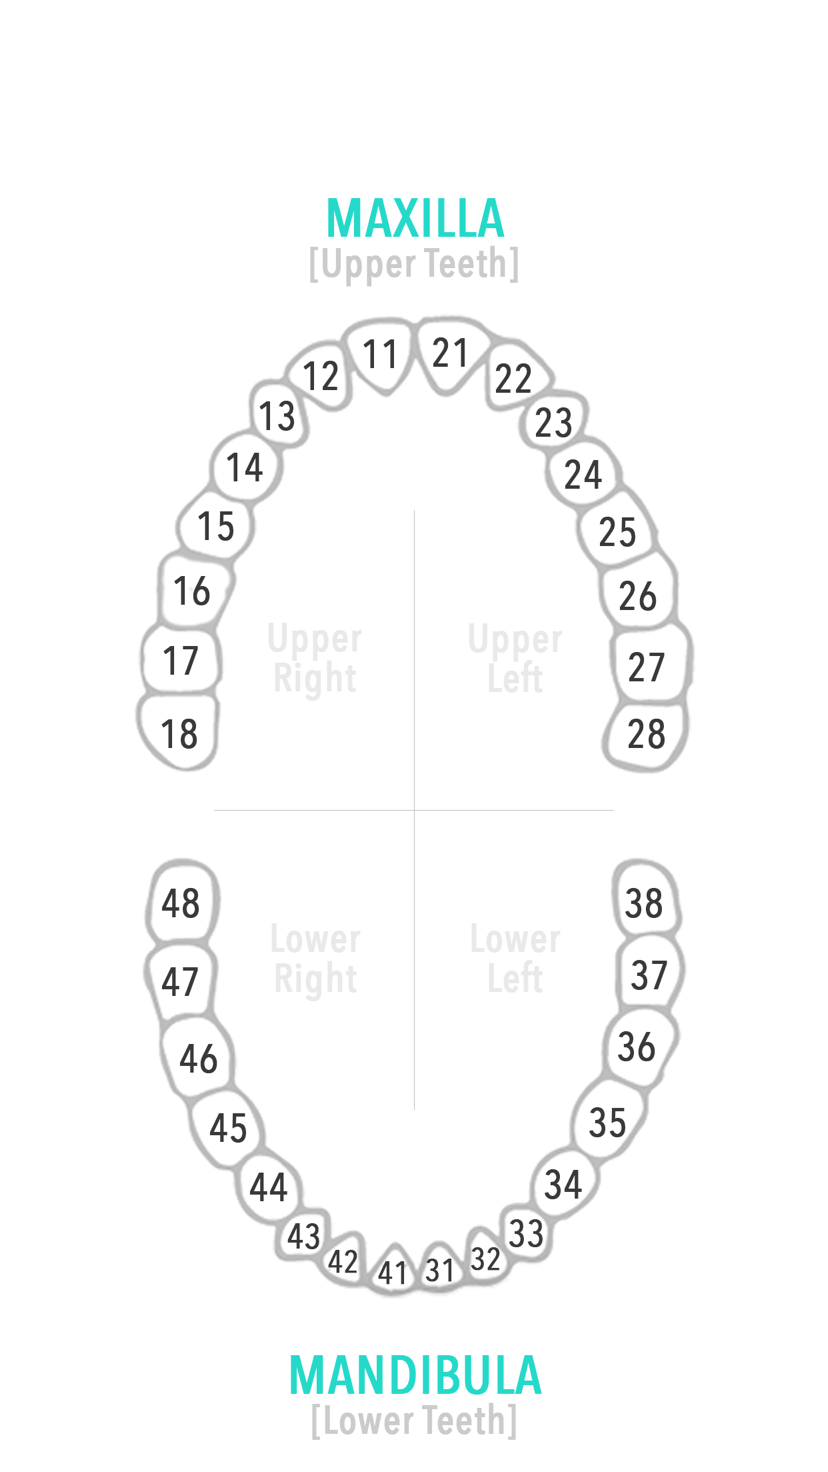 MAXILLA
[Upper Teeth]
11 21
12 22
13 23
14 24
15 25
16 26
Upper Right
Upper Left
17 27
18 28
48 38
Lower Right
Lower Left
47 37
46 36
45 35
44 34
43 33
42 32
41 31
MANDIBULA
[Lower Teeth]